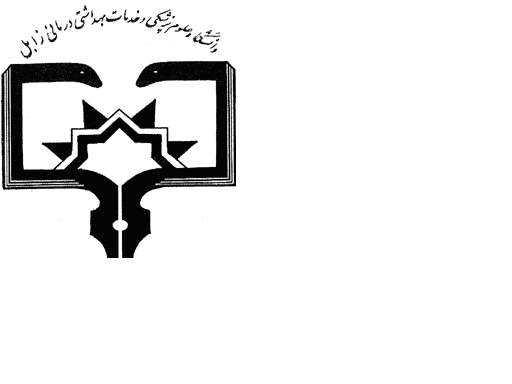 دانشگاه علوم پزشکی و خدمات بهداشتی درمانی زابل